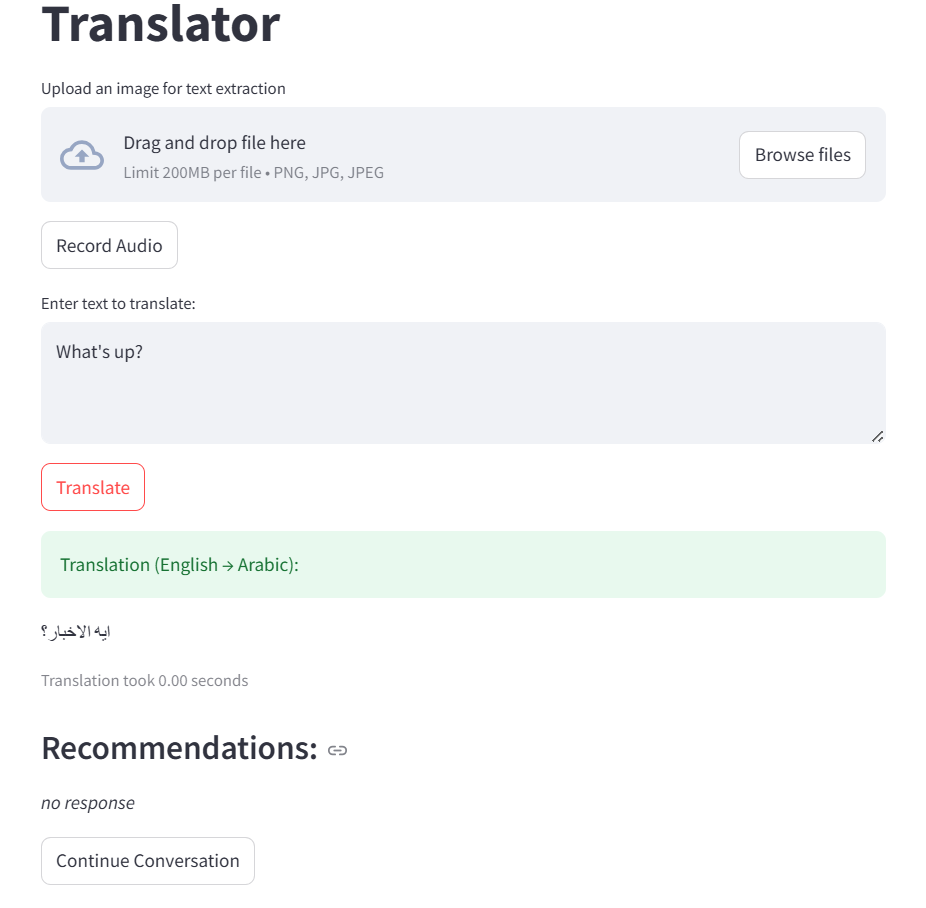 Translator
Upload an image for text extraction
Drag and drop file here
Limit 200MB per file • PNG, JPG, JPEG
Browse files
Record Audio
Enter text to translate:
What's up?
Translate
Translation (English → Arabic):
ايه الاخبار؟
Translation took 0.00 seconds
Recommendations:
no response
Continue Conversation